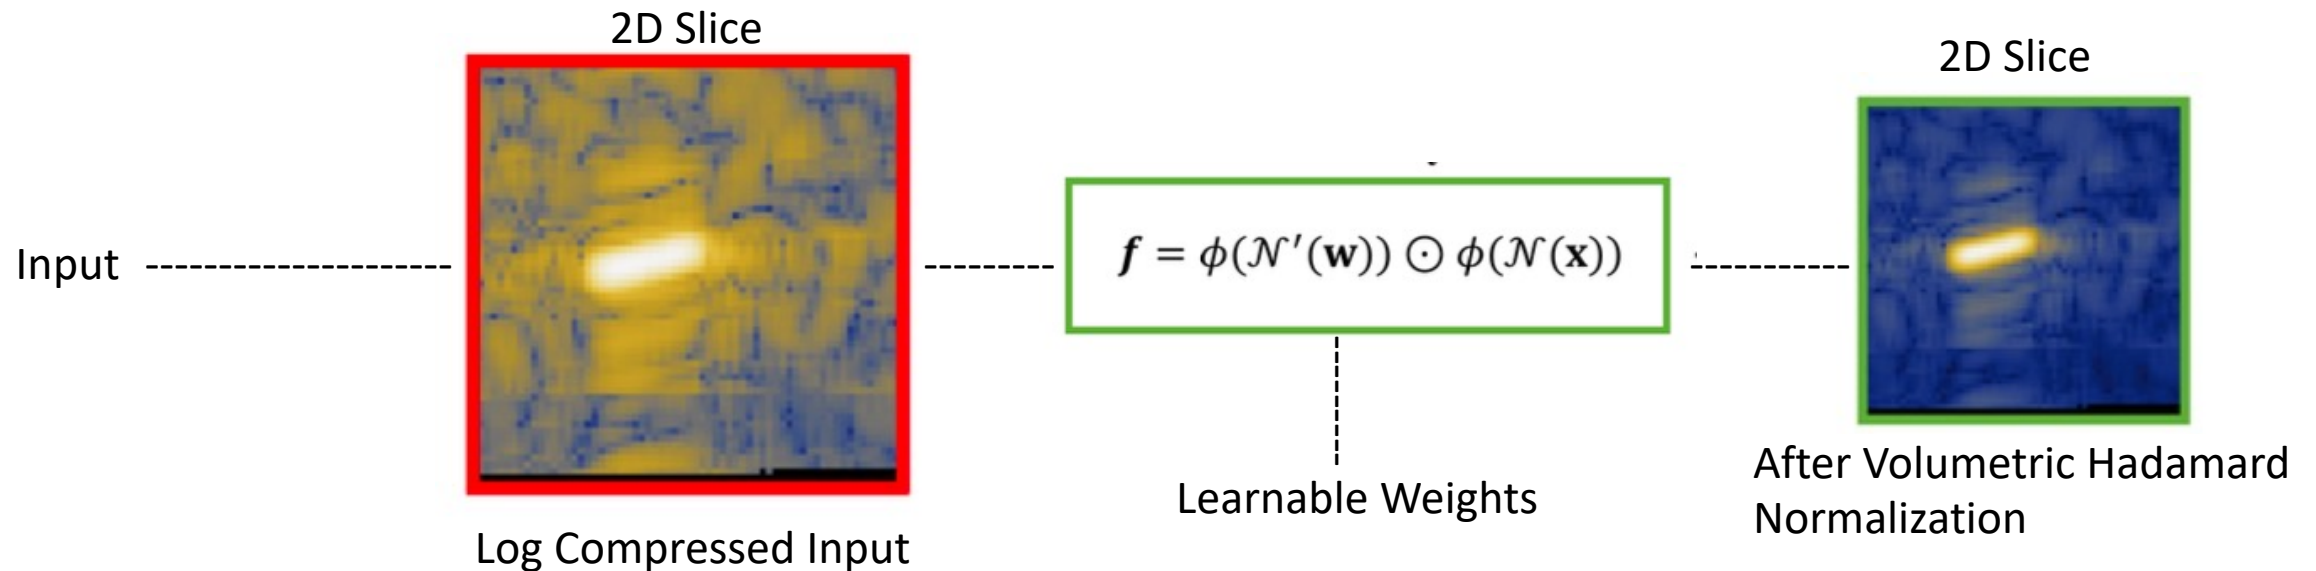 2D Slice
2D Slice
Input
𝒇 = 𝜙(𝒩′(𝐰)) ⊙ 𝜙(𝒩(𝐱))
Learnable Weights
After Volumetric Hadamard
Normalization
Log Compressed Input